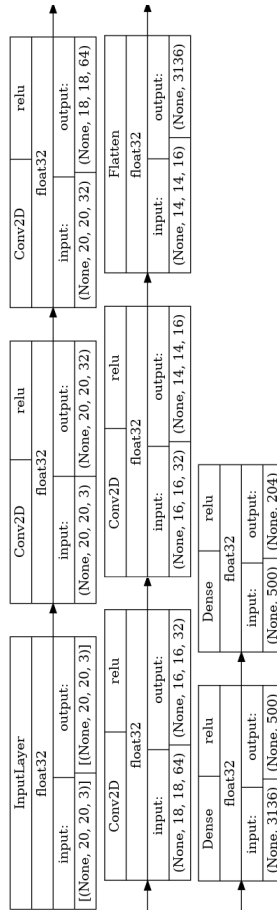 InputLayer
float32
input: output:
[(None, 20, 20, 3)] [(None, 20, 20, 3)]
Conv2D relu
float32
input: output:
(None, 20, 20, 3) (None, 20, 20, 32)
Conv2D relu
float32
input: output:
(None, 20, 20, 32) (None, 18, 18, 64)
Conv2D relu
float32
input: output:
(None, 18, 18, 64) (None, 16, 16, 32)
Conv2D relu
float32
input: output:
(None, 16, 16, 32) (None, 14, 14, 16)
Flatten
float32
input: output:
(None, 14, 14, 16) (None, 3136)
Dense relu
float32
input: output:
(None, 3136) (None, 500)
Dense relu
float32
input: output:
(None, 500) (None, 204)